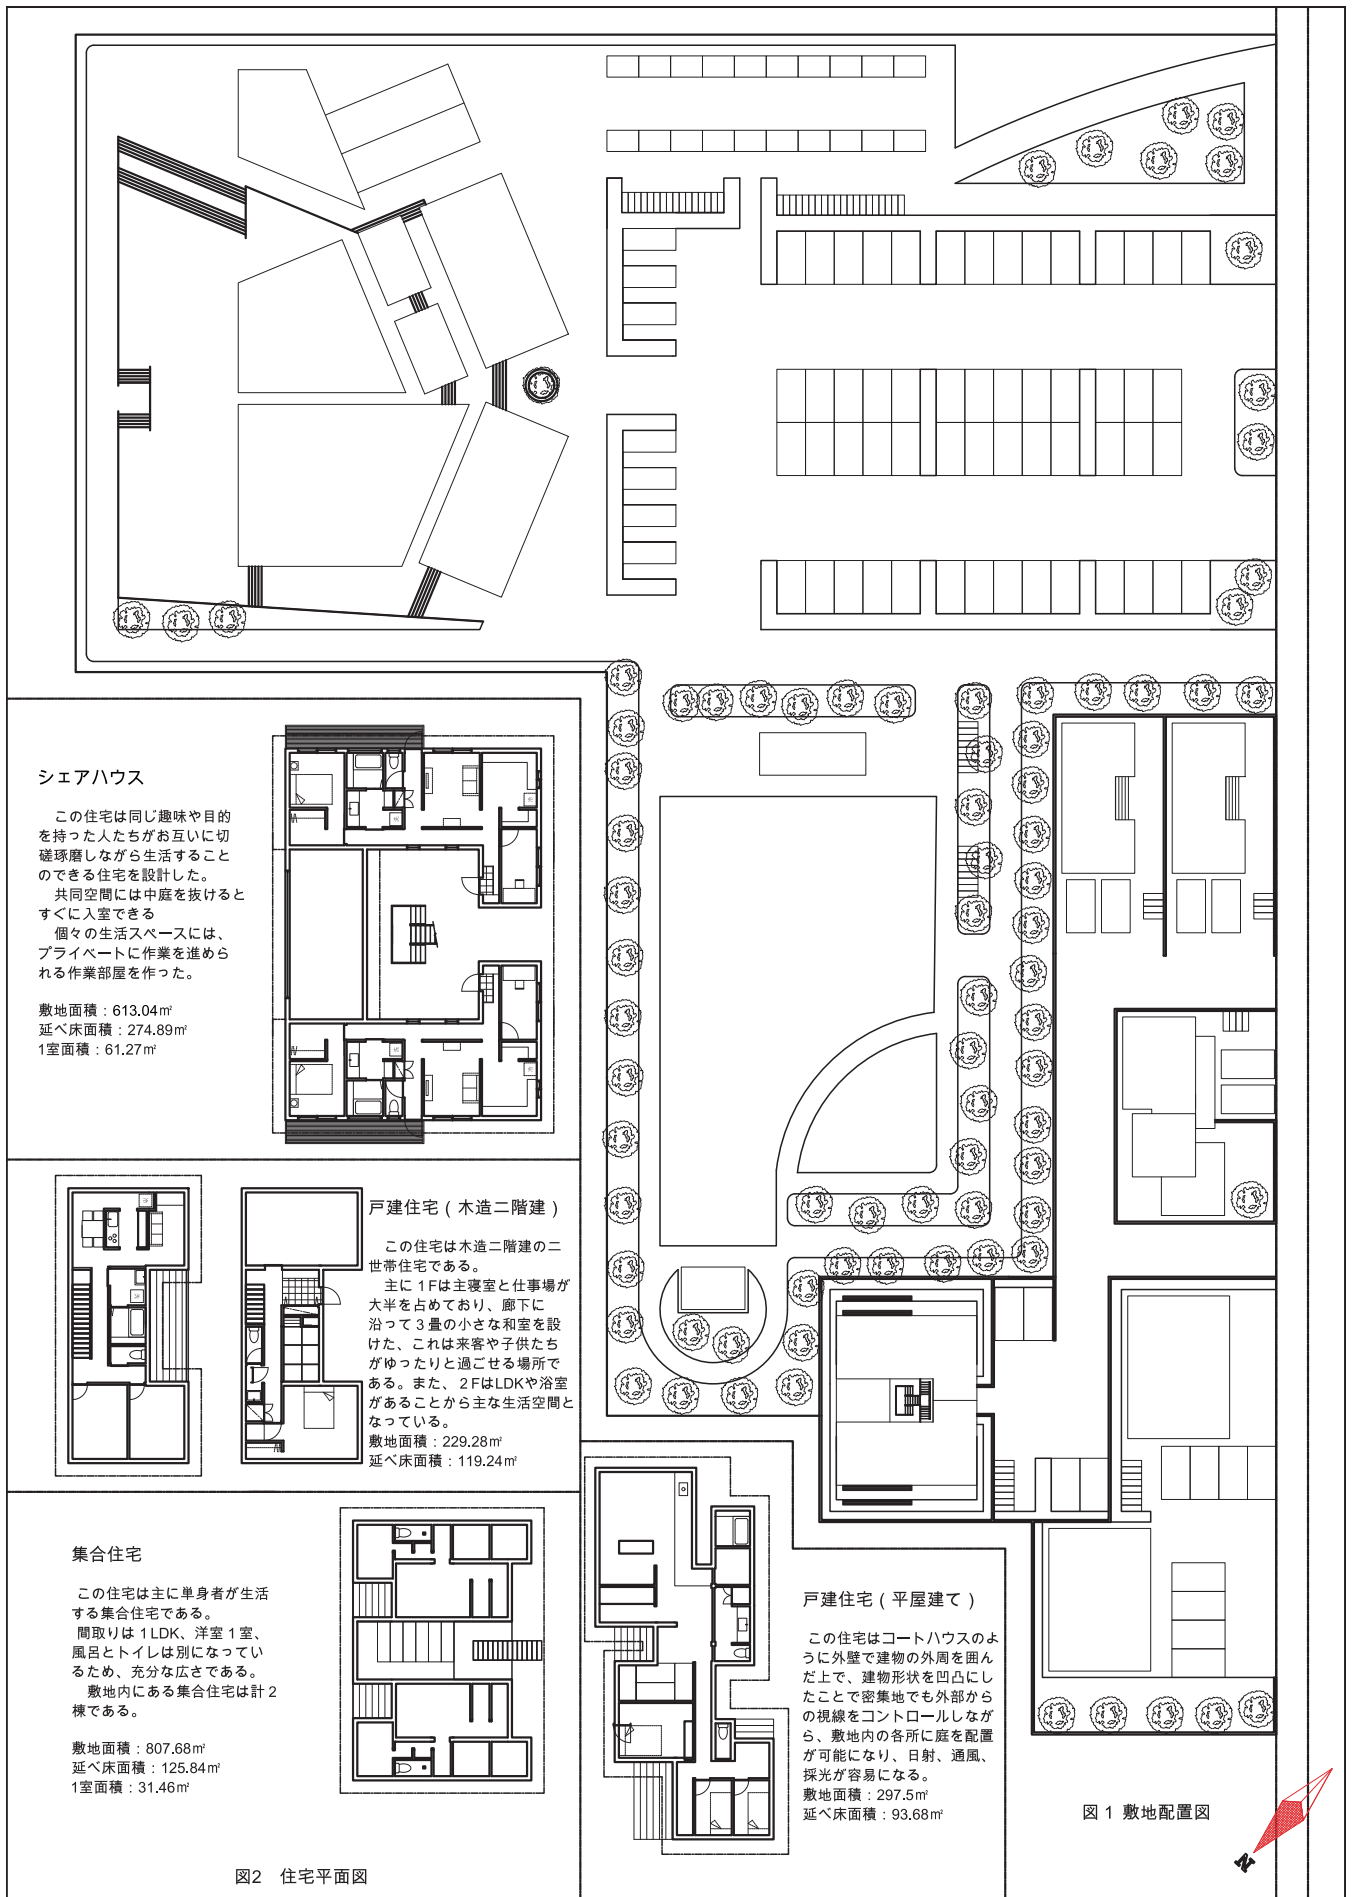 シェアハウス
この住宅は同じ趣味や目的
を持った人たちがお互いに切
磋琢磨しながら生活すること
のできる住宅を設計した。
共同空間には中庭を抜けると
すぐに入室できる
個々の生活スペースには、
プライベートに作業を進めら
れる作業部屋を作った。
敷地面積：613.04㎡
延べ床面積：274.89㎡
1室面積：61.27㎡
戸建住宅（木造二階建）
この住宅は木造二階建の二
世帯住宅である。
主に１Fは主寝室と仕事場が
大半を占めており、廊下に
沿って３畳の小さな和室を設
けた、これは来客や子供たち
がゆったりと過ごせる場所で
ある。また、２FはLDKや浴室
があることから主な生活空間と
なっている。
敷地面積：229.28㎡
延べ床面積：119.24㎡
集合住宅
この住宅は主に単身者が生活
する集合住宅である。
間取りは１LDK、洋室１室、
風呂とトイレは別になってい
るため、充分な広さである。
敷地内にある集合住宅は計２
棟である。
敷地面積：807.68㎡
延べ床面積：125.84㎡
1室面積：31.46㎡
戸建住宅（平屋建て）
この住宅はコートハウスのよ
うに外壁で建物の外周を囲ん
だ上で、建物形状を凹凸にし
たことで密集地でも外部から
の視線をコントロールしなが
ら、敷地内の各所に庭を配置
が可能になり、日射、通風、
採光が容易になる。
敷地面積：297.5㎡
延べ床面積：93.68㎡
図１ 敷地配置図
N
図2　住宅平面図